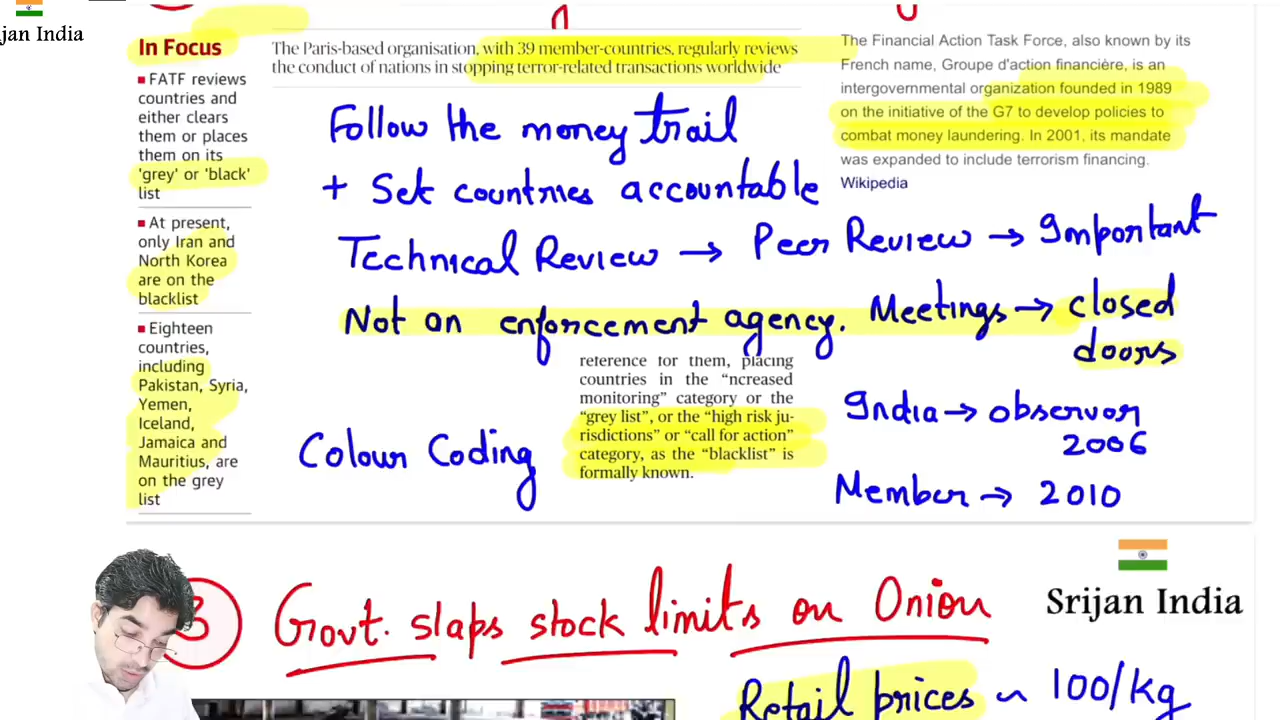 jan India
In Focus
▪ FATF reviews
countries and
either clears
them or places
them on its
'grey' or 'black'
list
▪ At present,
only Iran and
North Korea
are on the
blacklist
▪ Eighteen
countries,
including
Pakistan, Syria,
Yemen,
Iceland,
Jamaica and
Mauritius, are
on the grey
list
The Paris-based organisation, with 39 member-countries, regularly reviews
the conduct of nations in stopping terror-related transactions worldwide
The Financial Action Task Force, also known by its
French name, Groupe d'action financière, is an
intergovernmental organization founded in 1989
on the initiative of the G7 to develop policies to
combat money laundering. In 2001, its mandate
was expanded to include terrorism financing.
Wikipedia
Follow the money trail
+ Set countries accountable
Technical Review → Peer Review → Important
Not an enforcement agency. Meetings → closed
doors
reference for them, placing
countries in the “ncreased
monitoring” category or the
“grey list”, or the “high risk ju-
risdictions” or “call for action”
category, as the “blacklist” is
formally known.
Colour Coding
India → observor
2006
Member → 2010
3 Govt. slaps stock limits on Onion
Srijan India
Retail prices ~ 100/kg